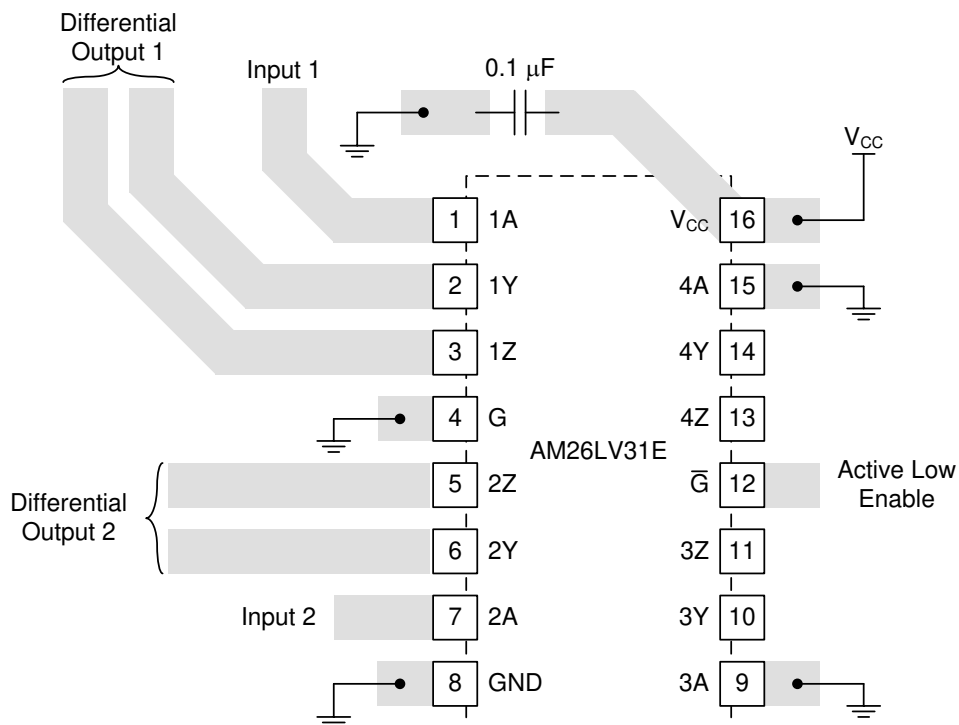 Differential
Output 1
Input 1
0.1 μF
V_CC
1 1A
V_CC 16
2 1Y
4A 15
3 1Z
4Y 14
4 G
4Z 13
AM26LV31E
Differential
Output 2
5 2Z
G̅ 12
Active Low
Enable
6 2Y
3Z 11
Input 2
7 2A
3Y 10
8 GND
3A 9